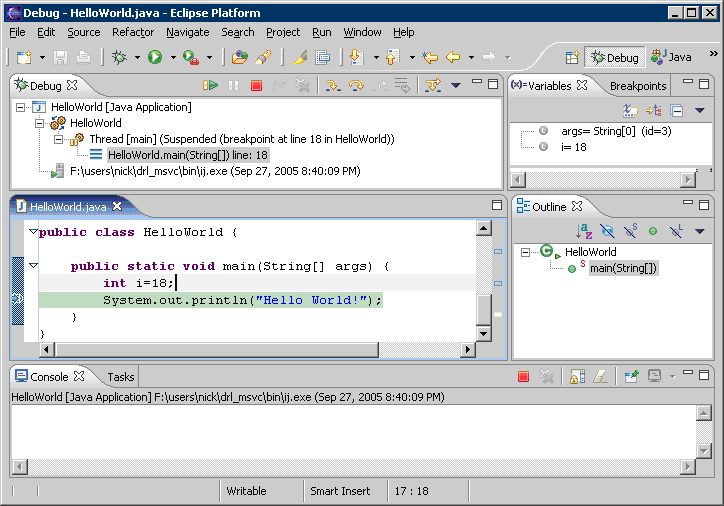 Debug - HelloWorld.java - Eclipse Platform
File Edit Source Refactor Navigate Search Project Run Window Help
Debug Java
Debug
HelloWorld [Java Application]
HelloWorld
Thread [main] (Suspended (breakpoint at line 18 in HelloWorld))
HelloWorld.main(String[]) line: 18
F:\users\nick\drl_msvc\bin\ij.exe (Sep 27, 2005 8:40:09 PM)
(x)= Variables Breakpoints
args= String[0] (id=3)
i= 18
HelloWorld.java
public class HelloWorld {
public static void main(String[] args) {
int i=18;
System.out.println("Hello World!");
}
}
Outline
HelloWorld
main(String[])
Console Tasks
HelloWorld [Java Application] F:\users\nick\drl_msvc\bin\ij.exe (Sep 27, 2005 8:40:09 PM)
Writable Smart Insert 17 : 18